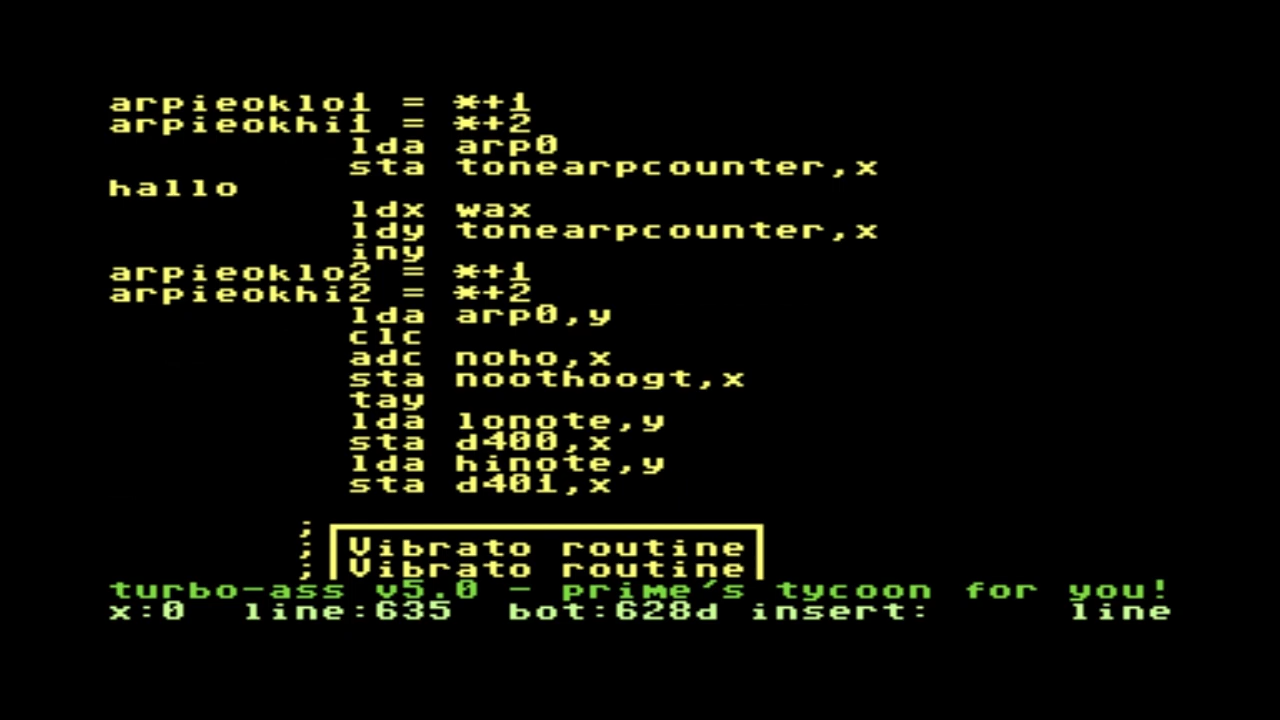 arpieoklo1 = *+1
arpieokhi1 = *+2
lda arp0
sta tonearpcounter,x
hallo
ldx wax
ldy tonearpcounter,x
iny
arpieoklo2 = *+1
arpieokhi2 = *+2
lda arp0,y
clc
adc noho,x
sta noothoogt,x
tay
lda lonote,y
sta d400,x
lda hinote,y
sta d401,x
;
; Vibrato routine
; Vibrato routine
turbo-ass v5.0 - prime's tycoon for you!
x:0 line:635 bot:628d insert: line